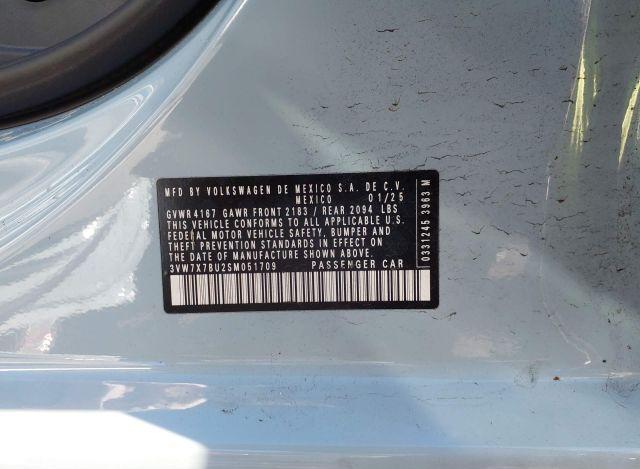 MFD BY VOLKSWAGEN DE MEXICO S.A. DE C.V.
MEXICO 01/25
GVWR4167 GAWR FRONT 2183 / REAR 2094 LBS
THIS VEHICLE CONFORMS TO ALL APPLICABLE U.S.
FEDERAL MOTOR VEHICLE SAFETY, BUMPER AND
THEFT PREVENTION STANDARDS IN EFFECT ON THE
DATE OF MANUFACTURE SHOWN ABOVE.
3VW7X7BU2SM051709 PASSENGER CAR
0331245 3963 M